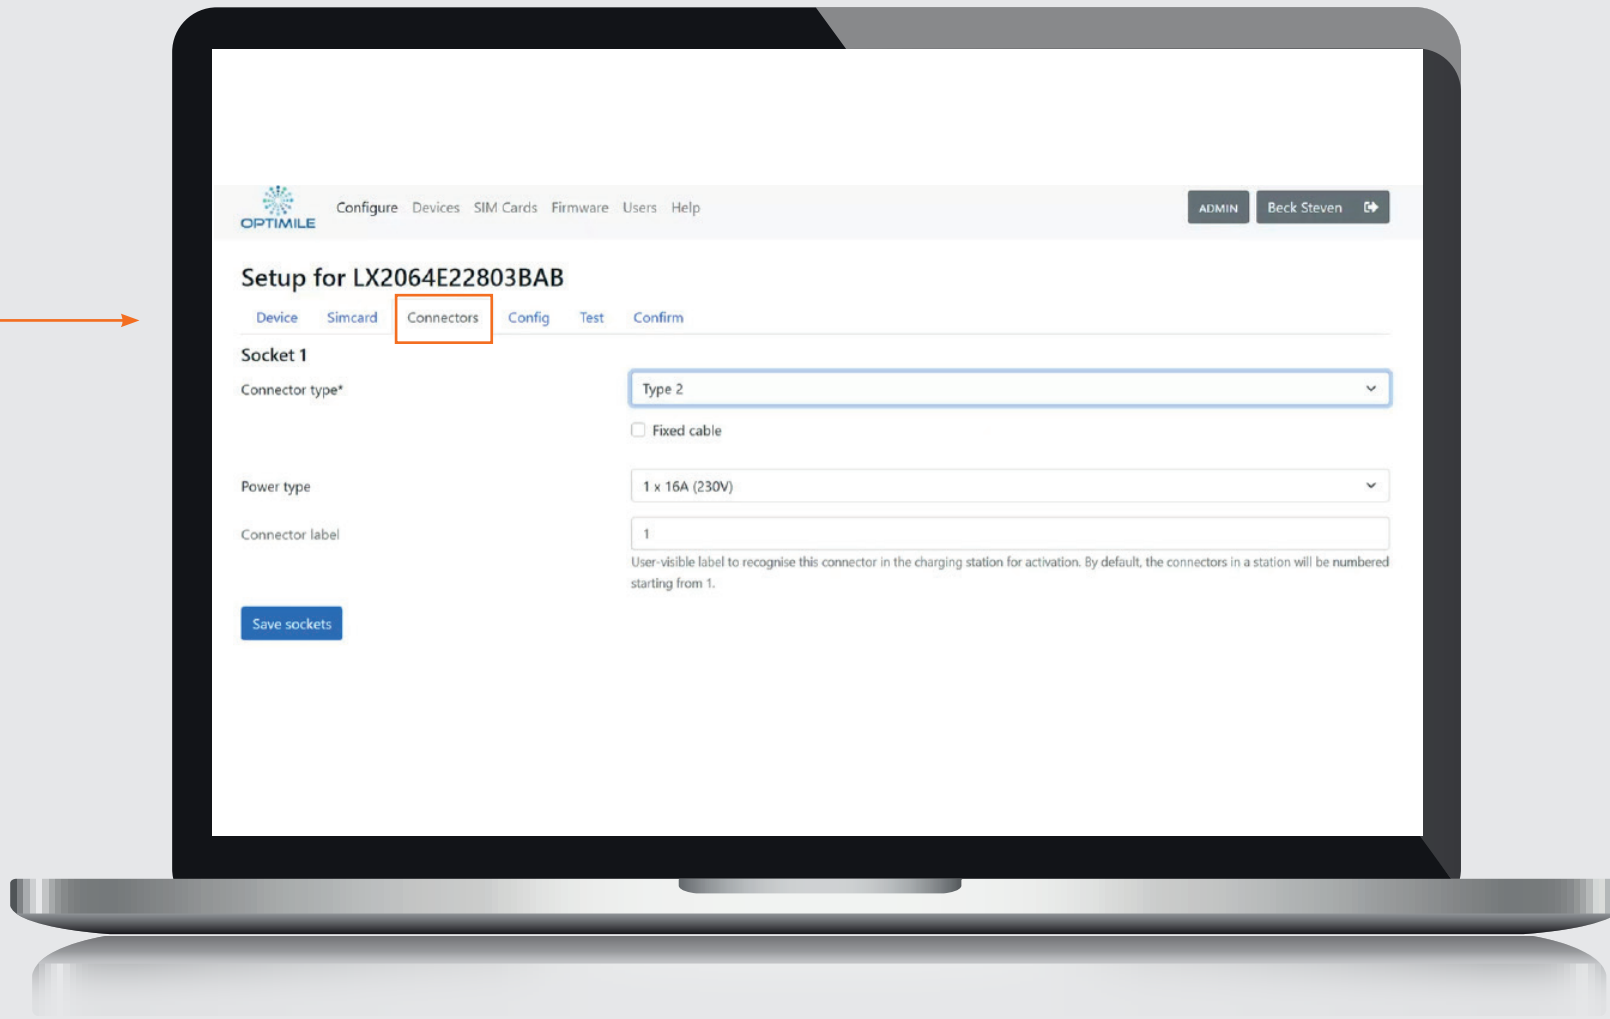 OPTIMILE
Configure Devices SIM Cards Firmware Users Help
ADMIN
Beck Steven
Setup for LX2064E22803BAB
Device Simcard Connectors Config Test Confirm
Socket 1
Connector type*
Type 2
Fixed cable
Power type
1 x 16A (230V)
Connector label
1
User-visible label to recognise this connector in the charging station for activation. By default, the connectors in a station will be numbered
starting from 1.
Save sockets